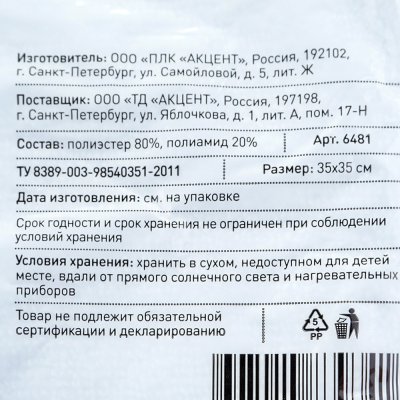 Изготовитель: ООО «ПЛК «АКЦЕНТ», Россия, 192102,
г. Санкт-Петербург, ул. Самойловой, д. 5, лит. Ж
Поставщик: ООО «ТД «АКЦЕНТ», Россия, 197198,
г. Санкт-Петербург, ул. Яблочкова, д. 1, лит. А, пом. 17-Н
Состав: полиэстер 80%, полиамид 20%
Арт. 6481
ТУ 8389-003-98540351-2011
Размер: 35х35 см
Дата изготовления: см. на упаковке
Срок годности и срок хранения не ограничен при соблюдении
условий хранения
Условия хранения: хранить в сухом, недоступном для детей
месте, вдали от прямого солнечного света и нагревательных
приборов
Товар не подлежит обязательной
сертификации и декларированию
5
PP